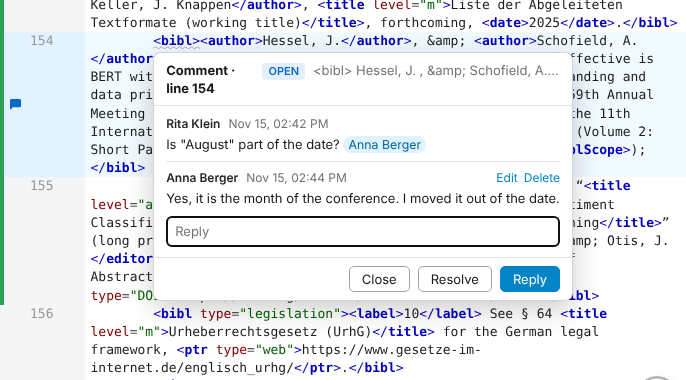 Keller, J. Knappen</author>, <title level="m">Liste der Abgeleiteten
Textformate (working title)</title>, forthcoming, <date>2025</date>.</bibl>
154 <bibl><author>Hessel, J.</author>, &amp; <author>Schofield, A.
</autho ffective is
BERT wit anding and
data pri 59th Annual
Meeting the 11th
Internat (Volume 2:
Short Pa olScope>);
</bibl>
Comment · line 154
OPEN
<bibl> Hessel, J. , &amp; Schofield, A....
Rita Klein Nov 15, 02:42 PM
Is "August" part of the date? Anna Berger
Anna Berger Nov 15, 02:44 PM Edit Delete
Yes, it is the month of the conference. I moved it out of the date.
Reply
Close Resolve Reply
155 “<title
level="a timent
Classifi ning</title>”
(long pr amp; Otis, J.
</editor
Abstract
type="DO ibl>
156 <bibl type="legislation"><label>10</label> See § 64 <title
level="m">Urheberrechtsgesetz (UrhG)</title> for the German legal
framework, <ptr type="web">https://www.gesetze-im-
internet.de/englisch_urhg/</ptr>.</bibl>